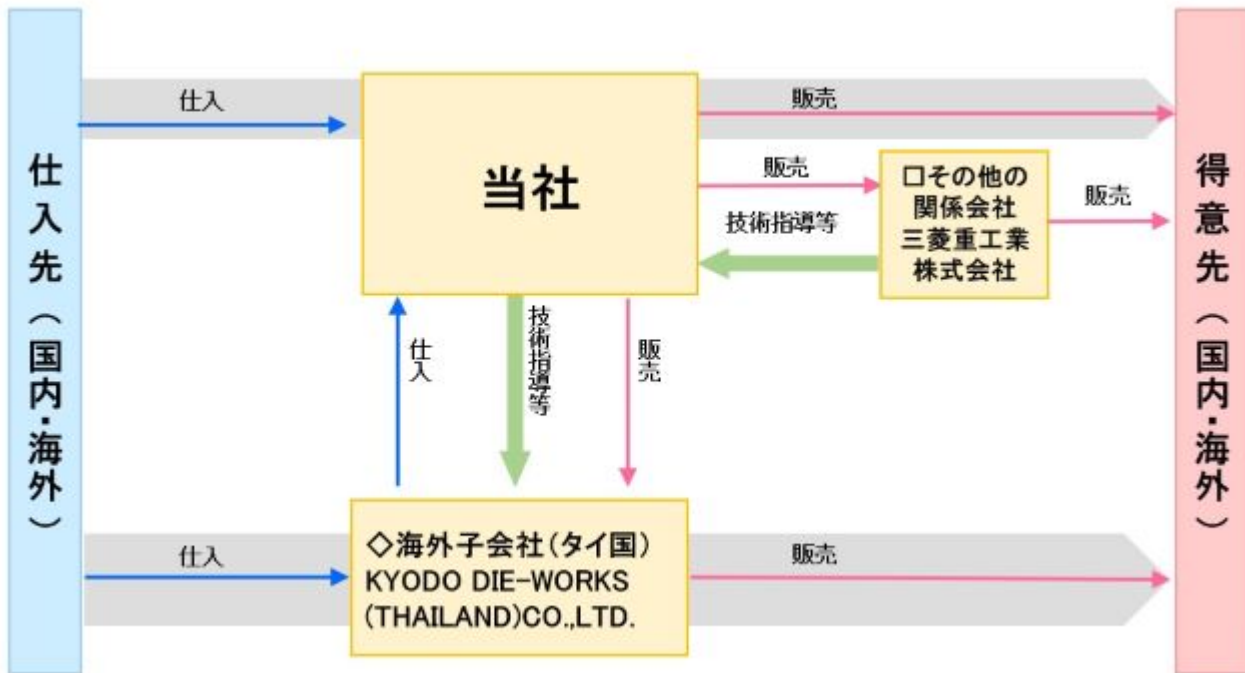 仕入先（国内・海外）
仕入
当社
販売
販売
技術指導等
□その他の
関係会社
三菱重工業
株式会社
販売
得意先（国内・海外）
仕入
技術指導等
販売
仕入
◇海外子会社（タイ国）
KYODO DIE-WORKS
(THAILAND)CO.,LTD.
販売